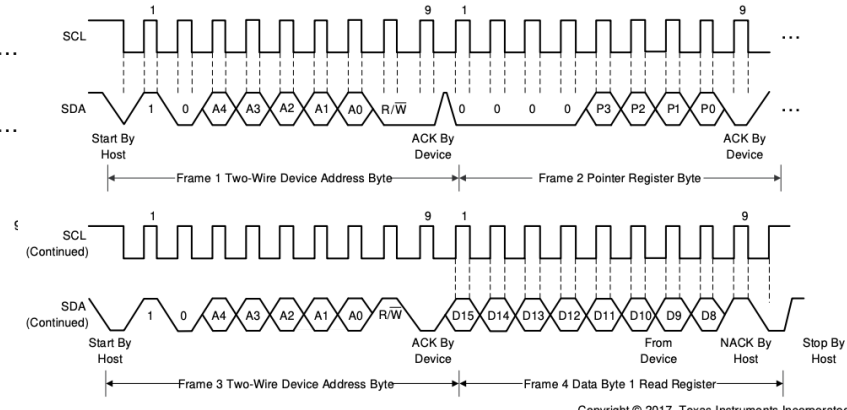 1 9 1 9
SCL ...
...
SDA 1 0 A4 A3 A2 A1 A0 R/W 0 0 0 0 P3 P2 P1 P0 ...
...
Start By Host
ACK By Device
ACK By Device
Frame 1 Two-Wire Device Address Byte
Frame 2 Pointer Register Byte
1 9 1 9
SCL
(Continued)
SDA
(Continued)
1 0 A4 A3 A2 A1 A0 R/W D15 D14 D13 D12 D11 D10 D9 D8
Start By Host
ACK By Device
From Device
NACK By Host
Stop By Host
Frame 3 Two-Wire Device Address Byte
Frame 4 Data Byte 1 Read Register
Copyright © 2017, Texas Instruments Incorporated